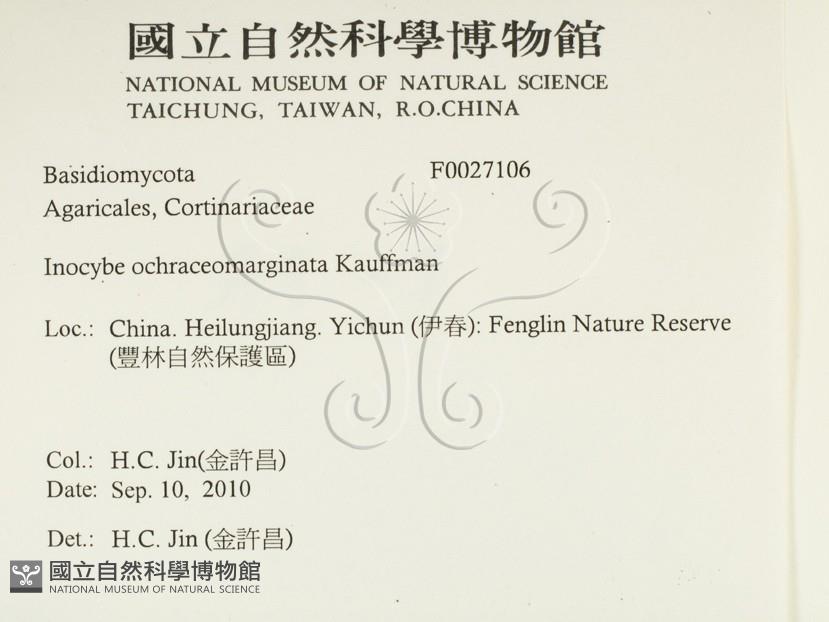 國立自然科學博物館
NATIONAL MUSEUM OF NATURAL SCIENCE
TAICHUNG, TAIWAN, R.O.CHINA
Basidiomycota F0027106
Agaricales, Cortinariaceae
Inocybe ochraceomarginata Kauffman
Loc.: China. Heilungjiang. Yichun (伊春): Fenglin Nature Reserve
(豐林自然保護區)
Col.: H.C. Jin(金許昌)
Date: Sep. 10, 2010
Det.: H.C. Jin (金許昌)
國立自然科學博物館
NATIONAL MUSEUM OF NATURAL SCIENCE